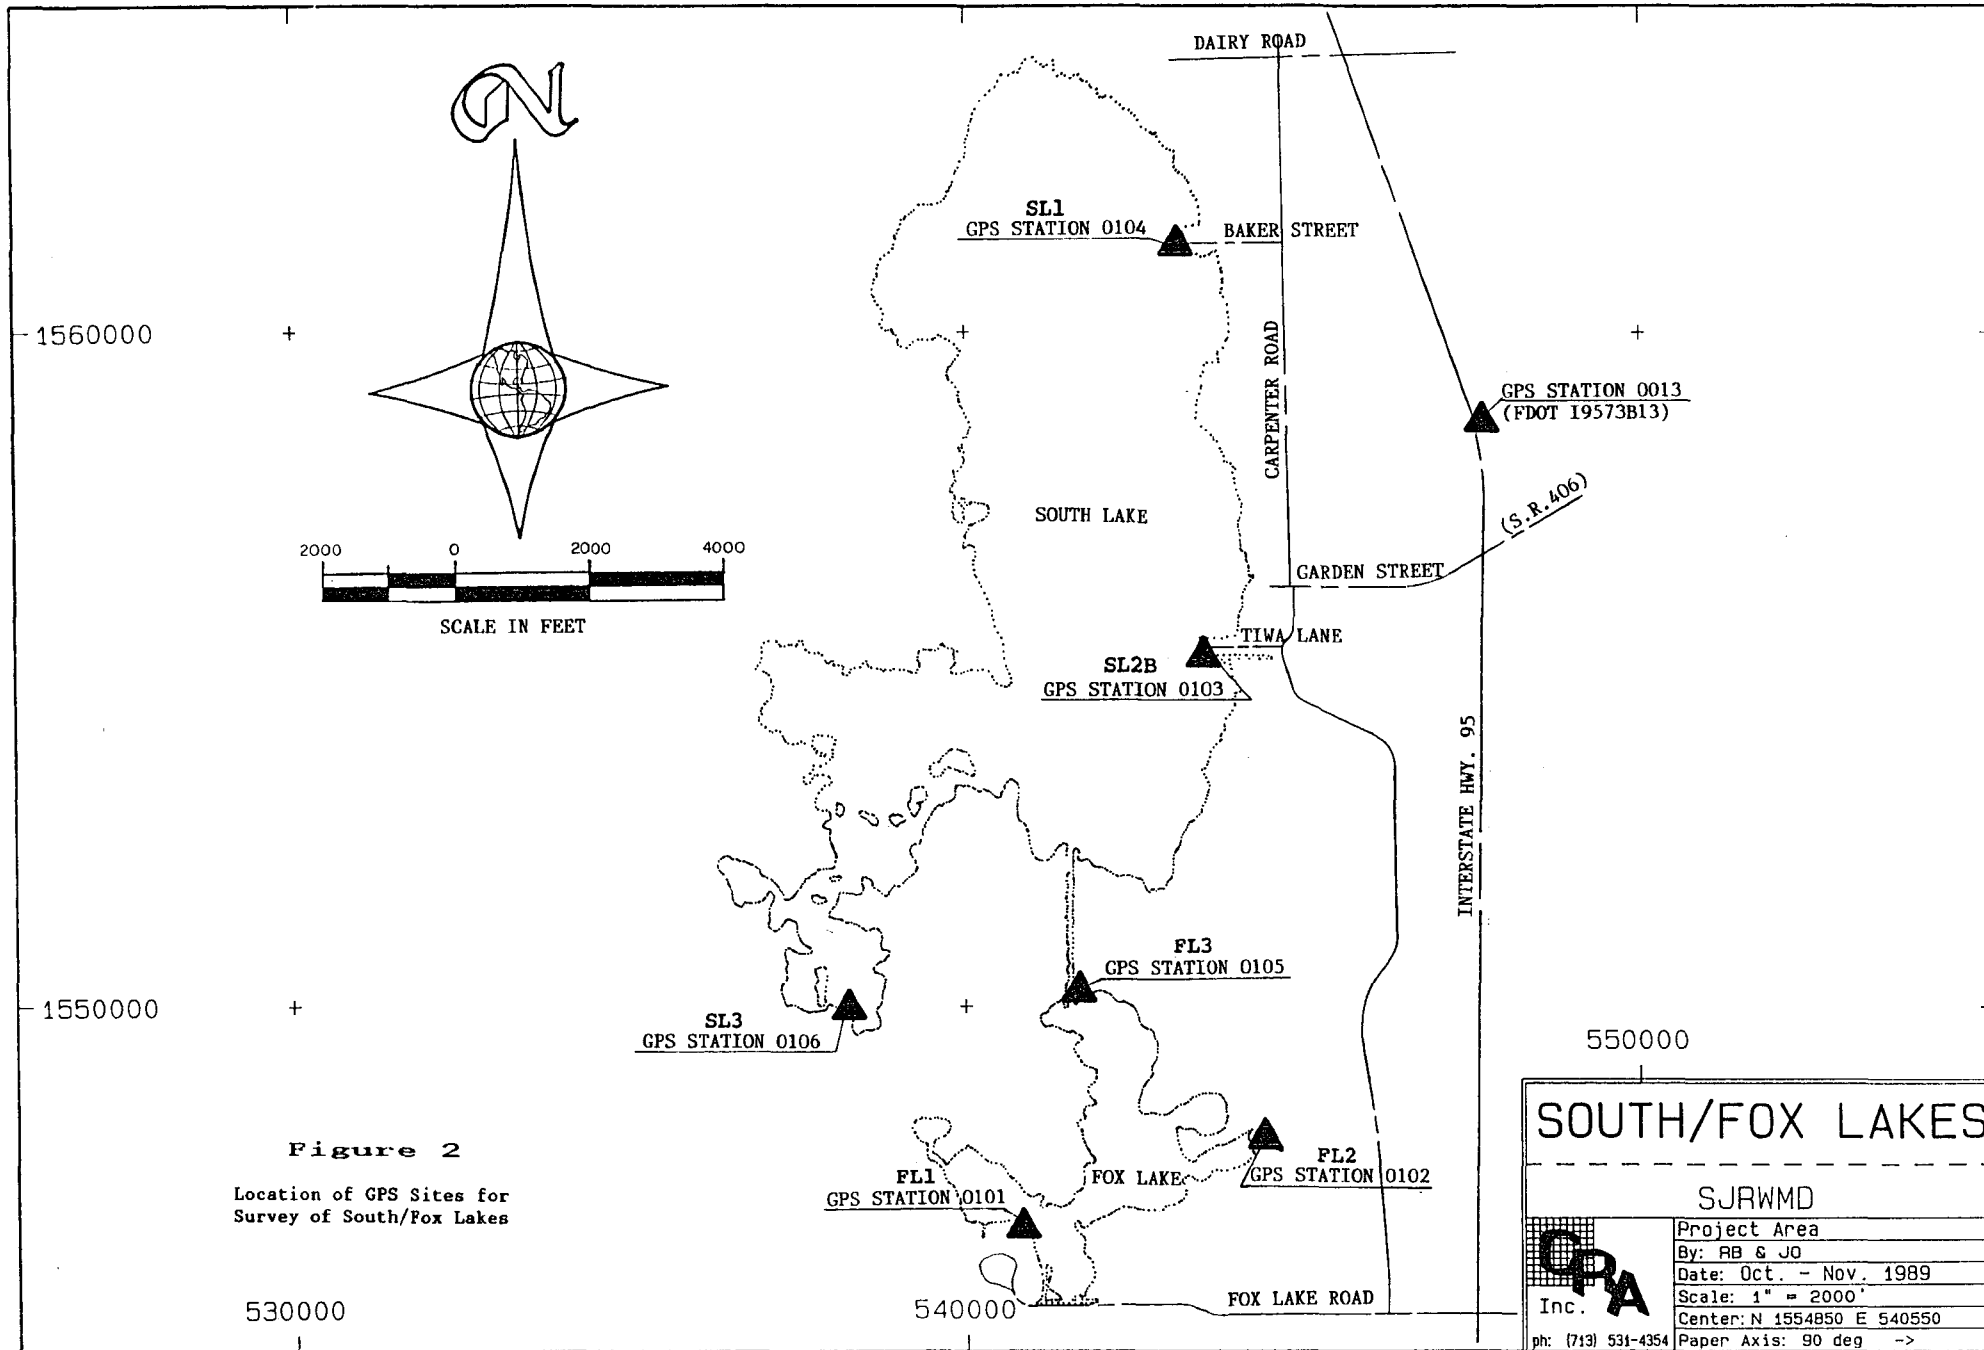 DAIRY ROAD
N
SL1
GPS STATION 0104
BAKER STREET
1560000
CARPENTER ROAD
GPS STATION 0013
(FDOT I9573B13)
SOUTH LAKE
(S.R.406)
2000 0 2000 4000
SCALE IN FEET
GARDEN STREET
TIWA LANE
SL2B
GPS STATION 0103
INTERSTATE HWY. 95
FL3
GPS STATION 0105
1550000
SL3
GPS STATION 0106
550000
Figure 2
Location of GPS Sites for
Survey of South/Fox Lakes
FL1
GPS STATION 0101
FOX LAKE
FL2
GPS STATION 0102
530000
540000
FOX LAKE ROAD
SOUTH/FOX LAKES
SJRWMD
CPA
Inc.
ph: (713) 531-4354
Project Area
By: RB & JO
Date: Oct. - Nov. 1989
Scale: 1" = 2000'
Center: N 1554850 E 540550
Paper Axis: 90 deg ->